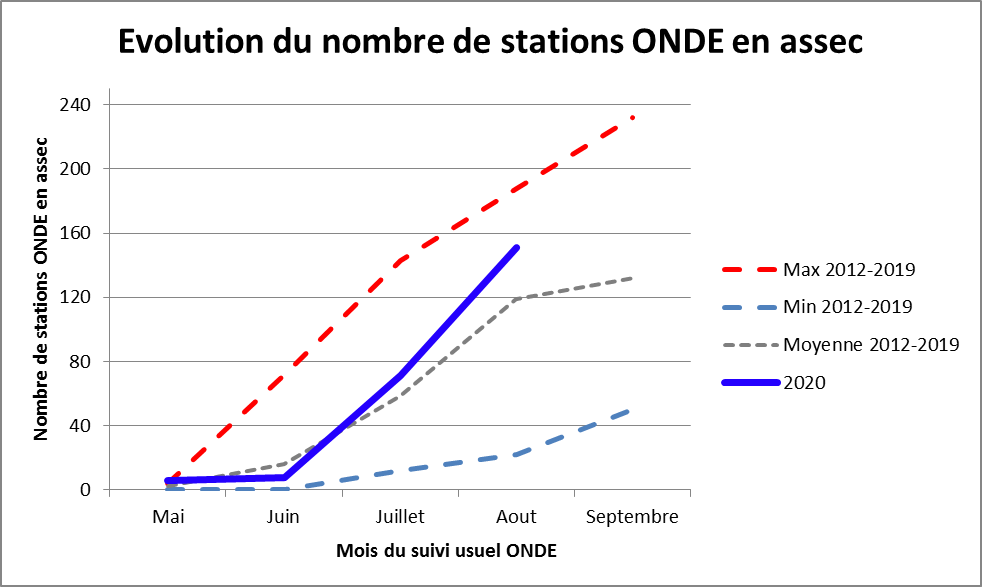 Evolution du nombre de stations ONDE en assec
Nombre de stations ONDE en assec
240
200
160
120
80
40
0
Mai
Juin
Juillet
Aout
Septembre
Mois du suivi usuel ONDE
Max 2012-2019
Min 2012-2019
Moyenne 2012-2019
2020